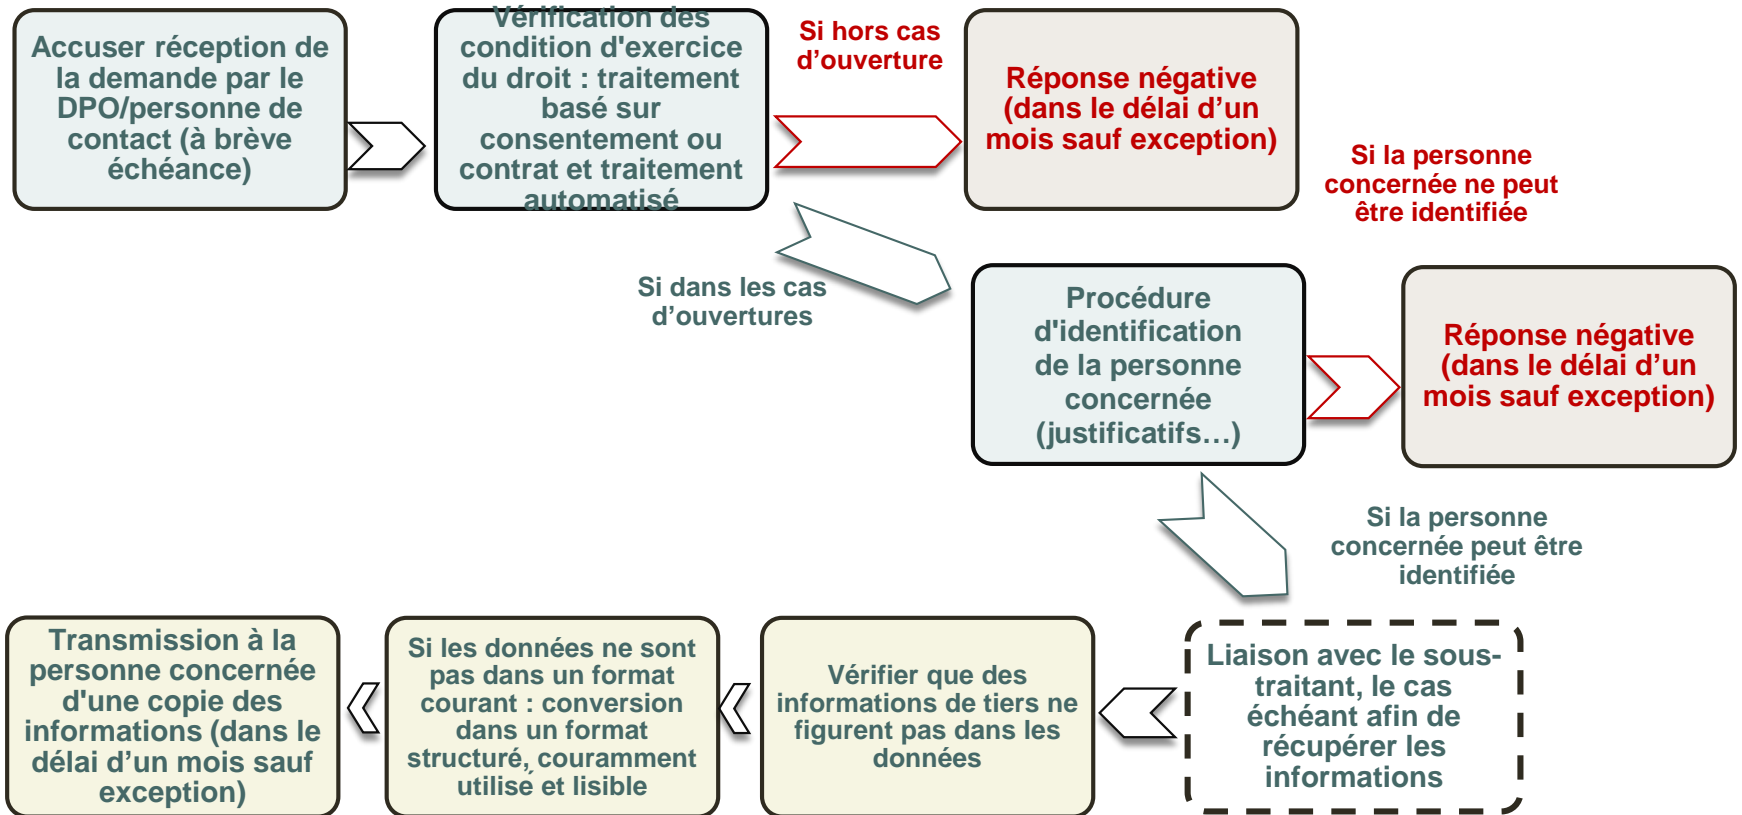 Accuser réception de
la demande par le
DPO/personne de
contact (à brève
échéance)
Vérification des
condition d'exercice
du droit : traitement
basé sur
consentement ou
contrat et traitement
automatisé
Si hors cas
d’ouverture
Réponse négative
(dans le délai d’un
mois sauf exception)
Si la personne
concernée ne peut
être identifiée
Si dans les cas
d’ouvertures
Procédure
d'identification
de la personne
concernée
(justificatifs…)
Réponse négative
(dans le délai d’un
mois sauf exception)
Si la personne
concernée peut être
identifiée
Liaison avec le sous-
traitant, le cas
échéant afin de
récupérer les
informations
Vérifier que des
informations de tiers ne
figurent pas dans les
données
Si les données ne sont
pas dans un format
courant : conversion
dans un format
structuré, couramment
utilisé et lisible
Transmission à la
personne concernée
d'une copie des
informations (dans le
délai d’un mois sauf
exception)